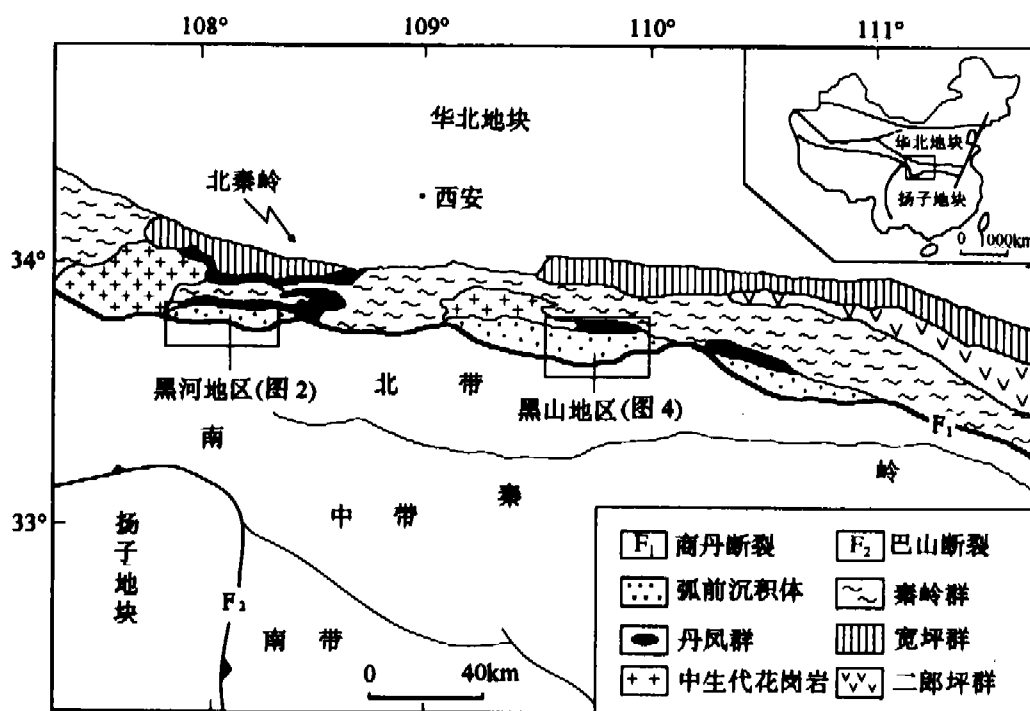 108° 109° 110° 111°
华北地块
华北地块
扬子地块
北秦岭
西安
34°
黑河地区(图2)
北 带
黑山地区(图4)
F₁
南
秦
岭
中 带
33°
扬子地块
F₂
南 带
0 40km
F₁ 商丹断裂
F₂ 巴山断裂
弧前沉积体
秦岭群
丹凤群
宽坪群
中生代花岗岩
二郎坪群